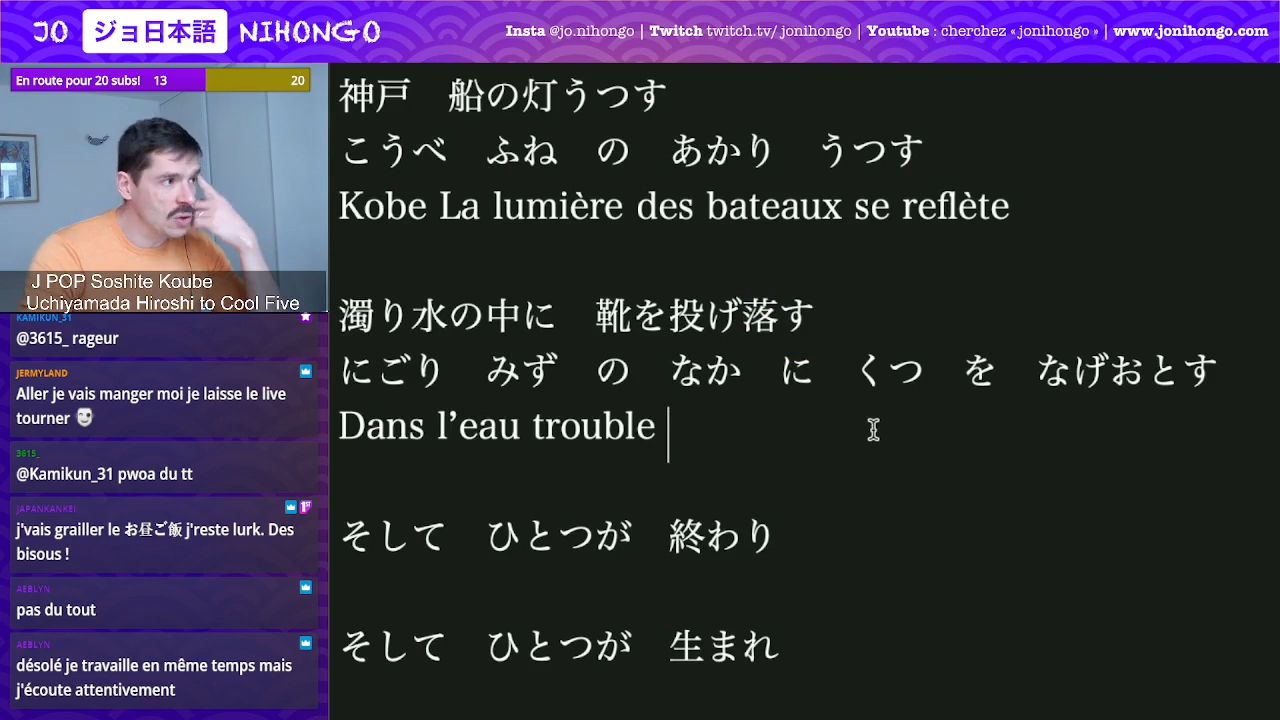 JO ジョ日本語 NIHONGO
Insta @jo.nihongo | Twitch twitch.tv/jonihongo | Youtube : cherchez « jonihongo » | www.jonihongo.com
En route pour 20 subs! 13 20
J POP Soshite Koube
Uchiyamada Hiroshi to Cool Five
KAMIKUN_31
@3615_ rageur
JERMYLAND
Aller je vais manger moi je laisse le live
tourner
3615_
@Kamikun_31 pwoa du tt
JAPANKANKEI
j'vais grailler le お昼ご飯 j'reste lurk. Des
bisous !
AEBLYN
pas du tout
AEBLYN
désolé je travaille en même temps mais
j'écoute attentivement
神戸 船の灯うつす
こうべ ふね の あかり うつす
Kobe La lumière des bateaux se reflète
濁り水の中に 靴を投げ落す
にごり みず の なか に くつ を なげおとす
Dans l'eau trouble
そして ひとつが 終わり
そして ひとつが 生まれ